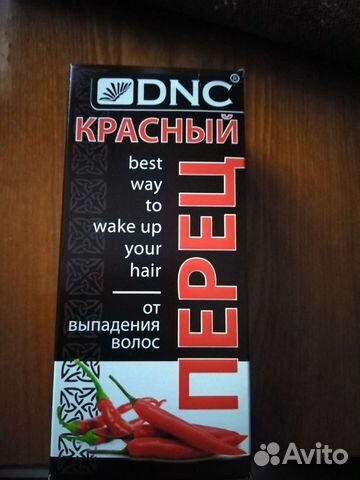 DNC®
КРАСНЫЙ
ПЕРЕЦ
best
way
to
wake up
your
hair
от
выпадения
волос
Avito